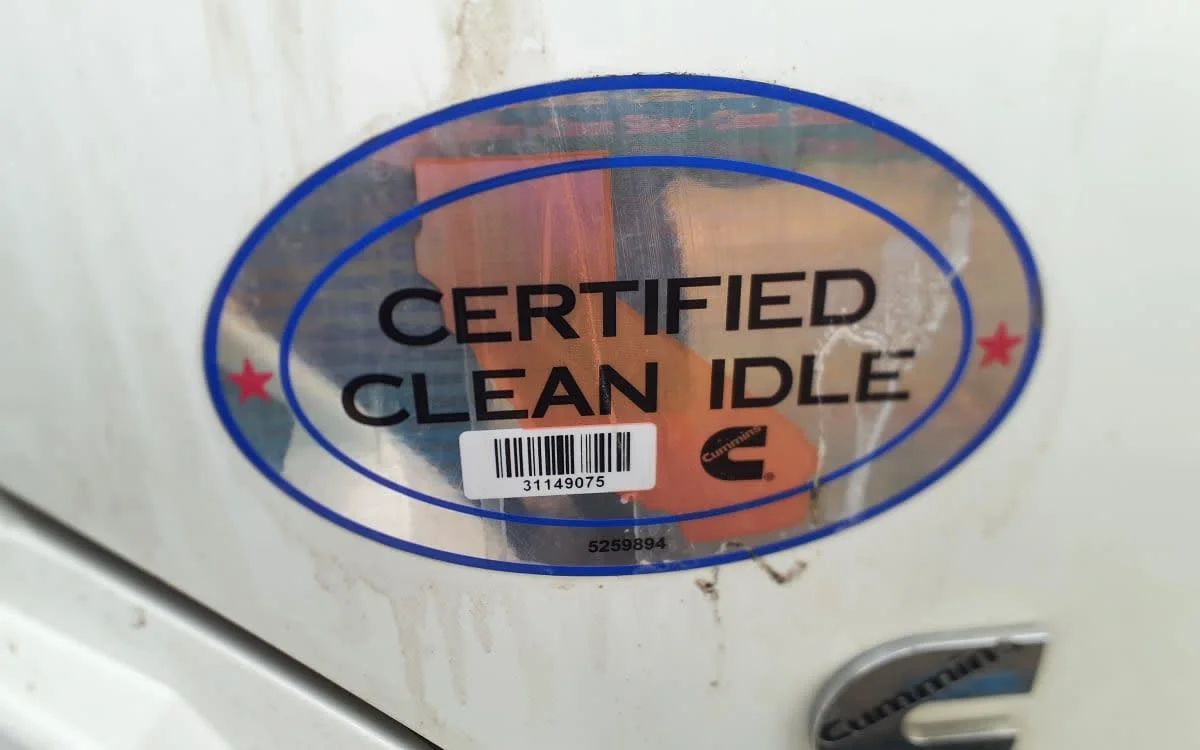 CERTIFIED
CLEAN IDLE
31149075
Cummins
5259894
Cummins